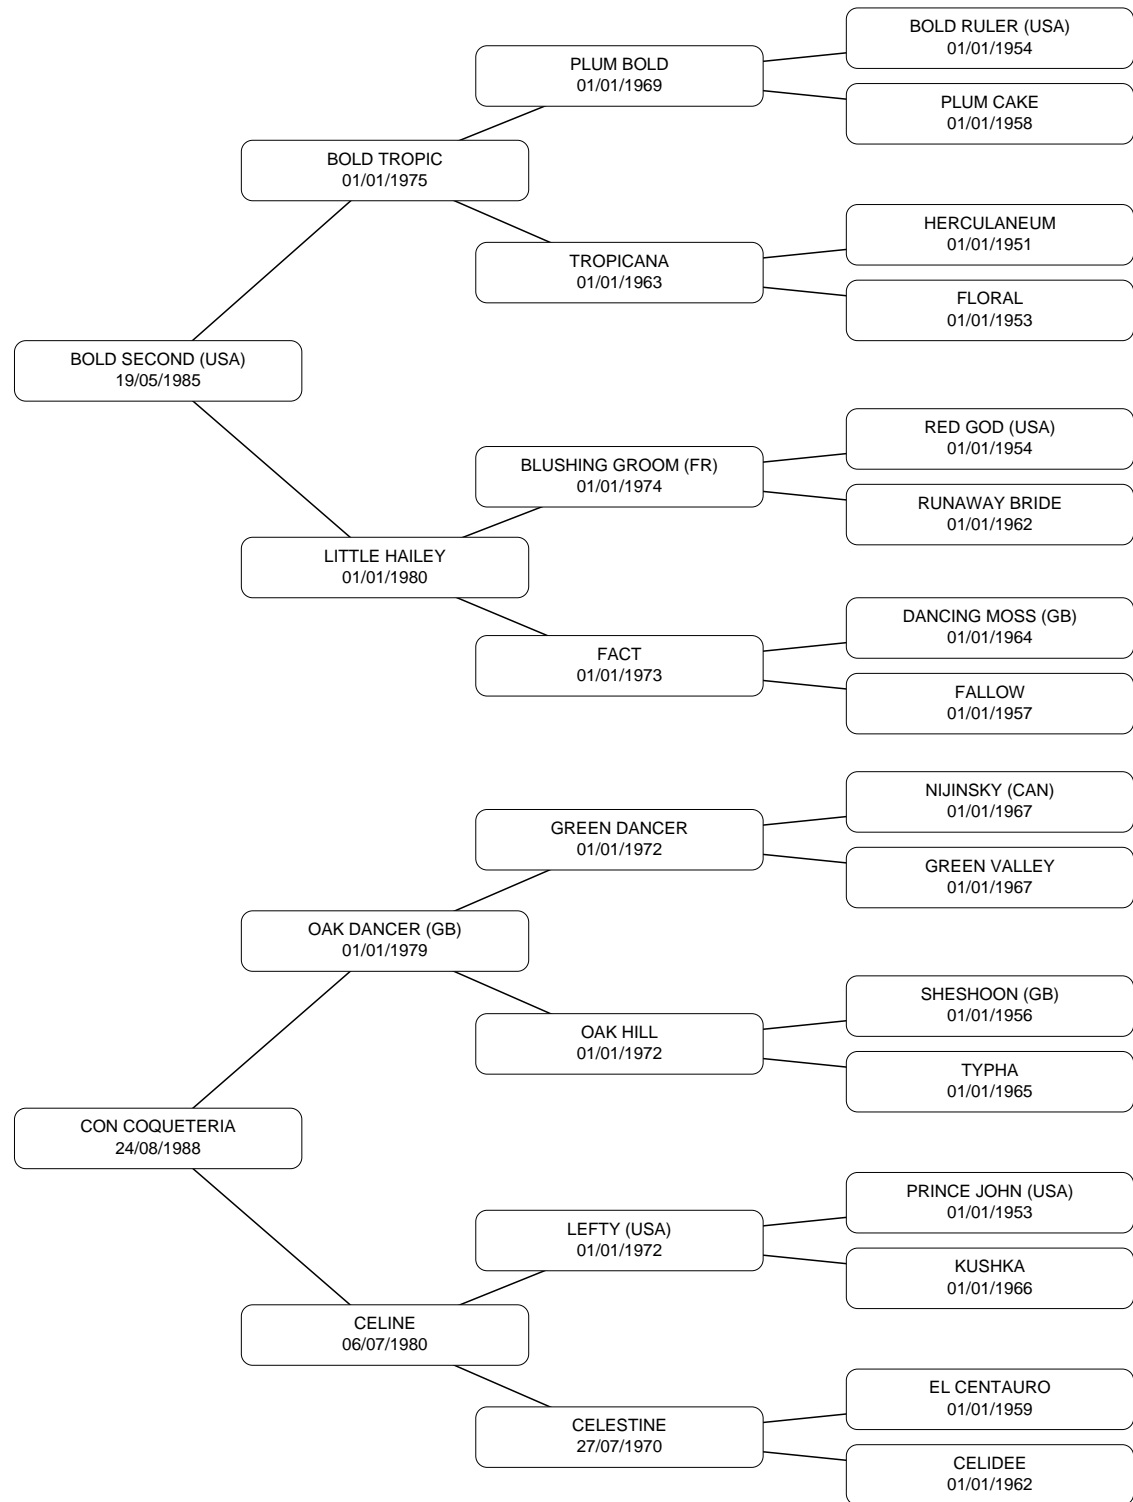 BOLD RULER (USA)
01/01/1954
PLUM BOLD
01/01/1969
PLUM CAKE
01/01/1958
BOLD TROPIC
01/01/1975
HERCULANEUM
01/01/1951
TROPICANA
01/01/1963
FLORAL
01/01/1953
BOLD SECOND (USA)
19/05/1985
RED GOD (USA)
01/01/1954
BLUSHING GROOM (FR)
01/01/1974
RUNAWAY BRIDE
01/01/1962
LITTLE HAILEY
01/01/1980
DANCING MOSS (GB)
01/01/1964
FACT
01/01/1973
FALLOW
01/01/1957
NIJINSKY (CAN)
01/01/1967
GREEN DANCER
01/01/1972
GREEN VALLEY
01/01/1967
OAK DANCER (GB)
01/01/1979
SHESHOON (GB)
01/01/1956
OAK HILL
01/01/1972
TYPHA
01/01/1965
CON COQUETERIA
24/08/1988
PRINCE JOHN (USA)
01/01/1953
LEFTY (USA)
01/01/1972
KUSHKA
01/01/1966
CELINE
06/07/1980
EL CENTAURO
01/01/1959
CELESTINE
27/07/1970
CELIDEE
01/01/1962